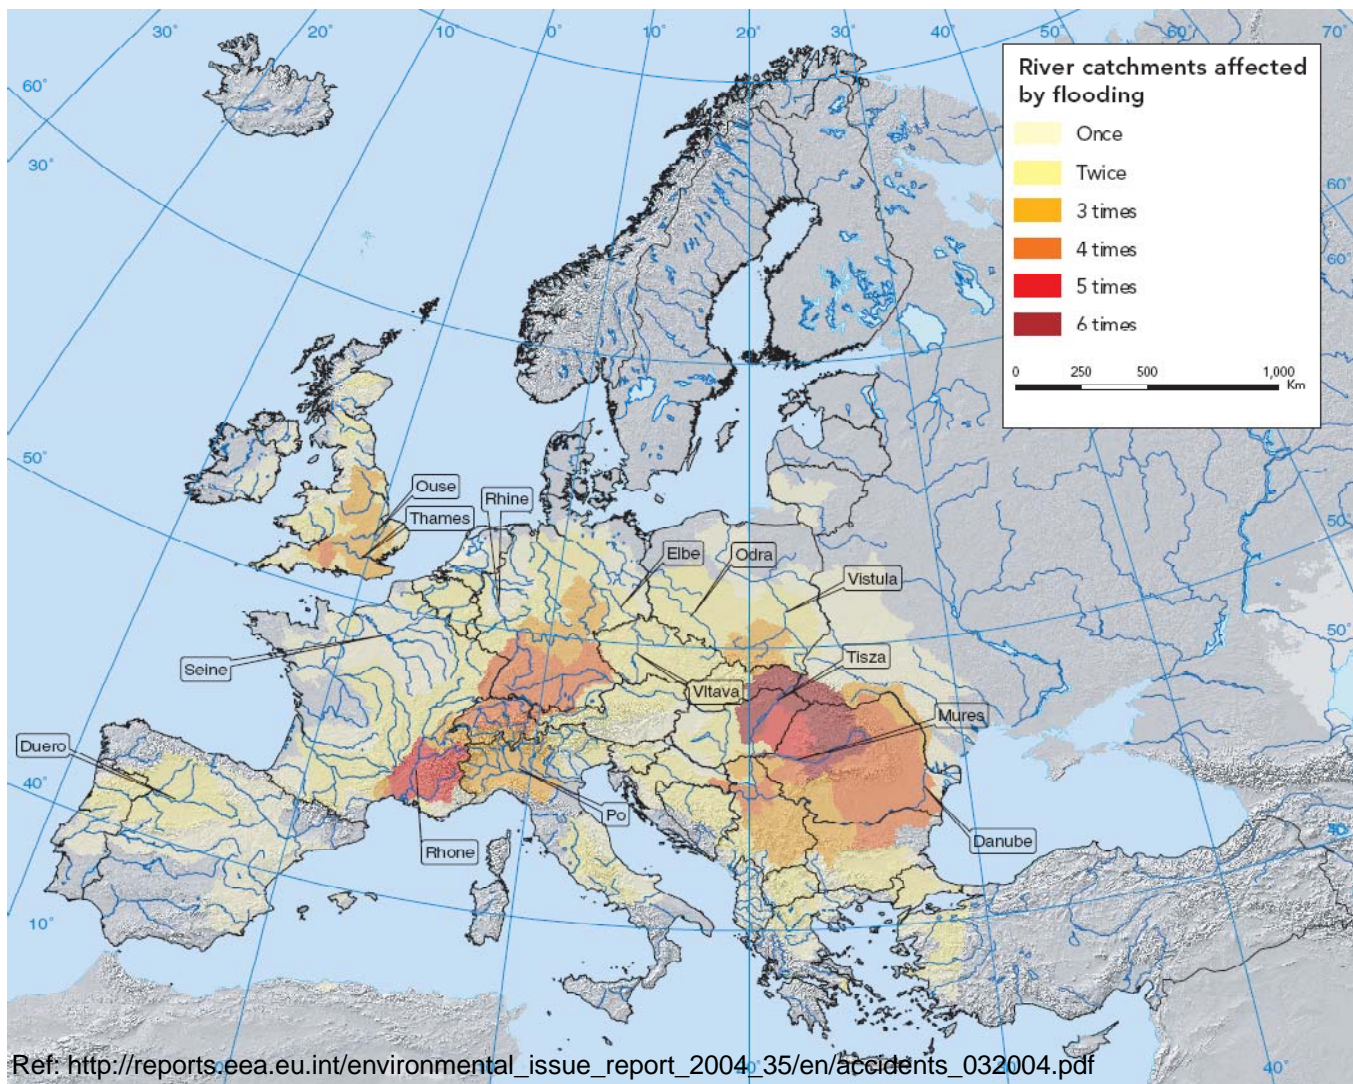 30°
20°
10°
0°
10°
20°
30°
40°
50°
60°
70°
60°
30°
50°
40°
10°
60°
60°
50°
50°
40°
River catchments affected
by flooding
Once
Twice
3 times
4 times
5 times
6 times
0
250
500
1,000
Km
Ouse
Thames
Rhine
Elbe
Odra
Vistula
Seine
Tisza
Vltava
Mures
Duero
Po
Rhone
Danube
20°
30°
40°
Ref: http://reports.eea.eu.int/environmental_issue_report_2004_35/en/accidents_032004.pdf